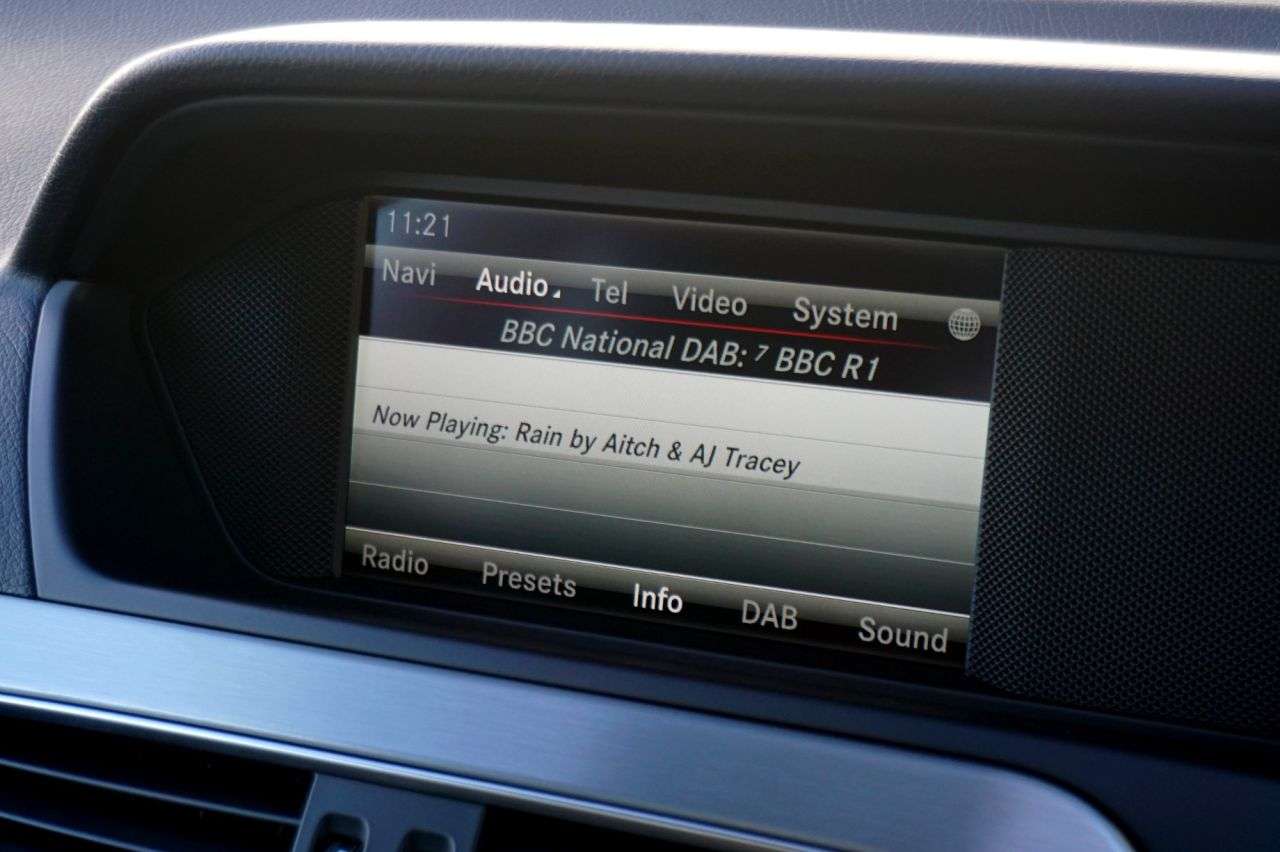 11:21
Navi Audio Tel Video System
BBC National DAB: 7 BBC R1
Now Playing: Rain by Aitch & AJ Tracey
Radio Presets Info DAB Sound